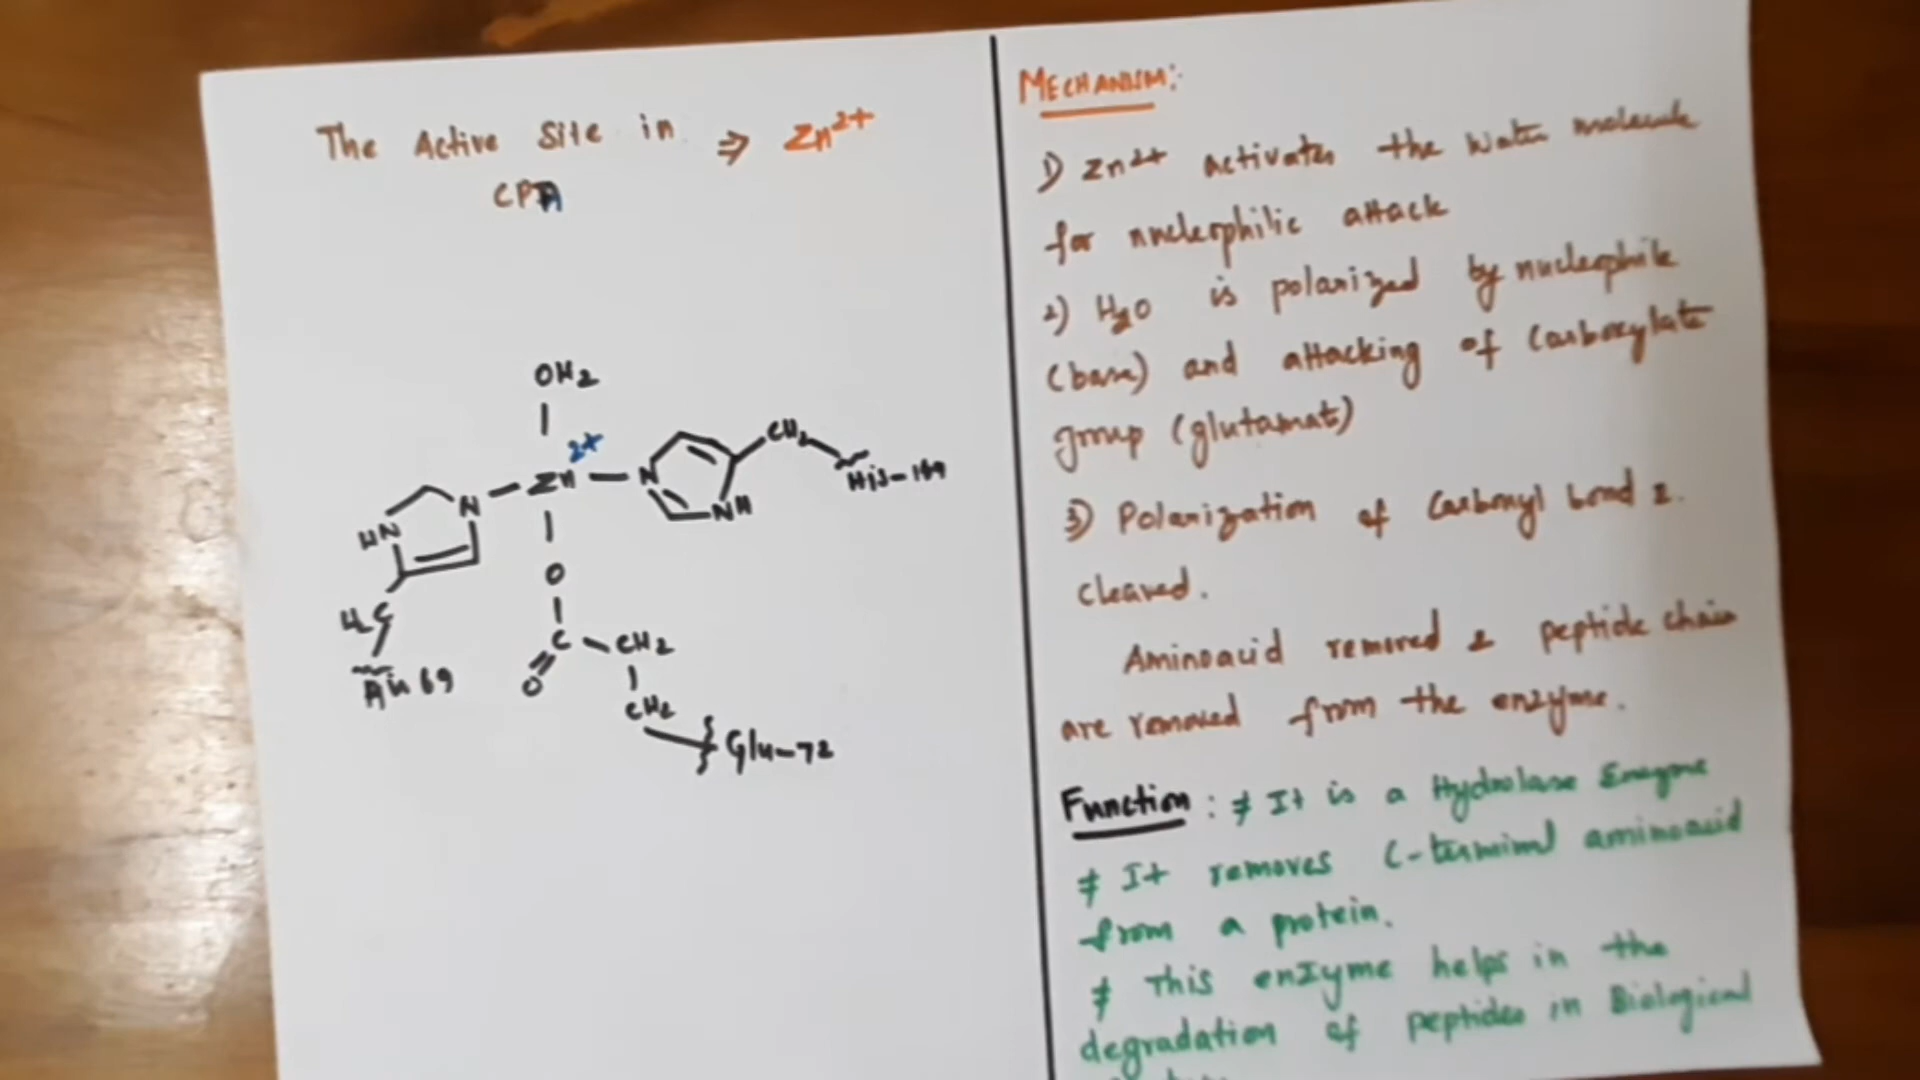 The Active Site in ⇒ Zn2+
CPA
OH2
2+
N - Zn - N
CH2
His-169
HN
NH
O
H2C
C - CH2
O
His 69
CH2
Glu-72
MECHANISM:
1) Zn2+ activates the water molecule
for nucleophilic attack
2) H2O is polarized by nucleophile
(base) and attacking of carboxylate
group (glutamat)
3) Polarization of Carbonyl bond &
cleaved.
Aminoacid removed & peptide chain
are removed from the enzyme.
Function: ≠ It is a Hydrolase Enzyme
≠ It removes C-terminal aminoacid
from a protein.
≠ This enzyme helps in the
degradation of peptides in Biological